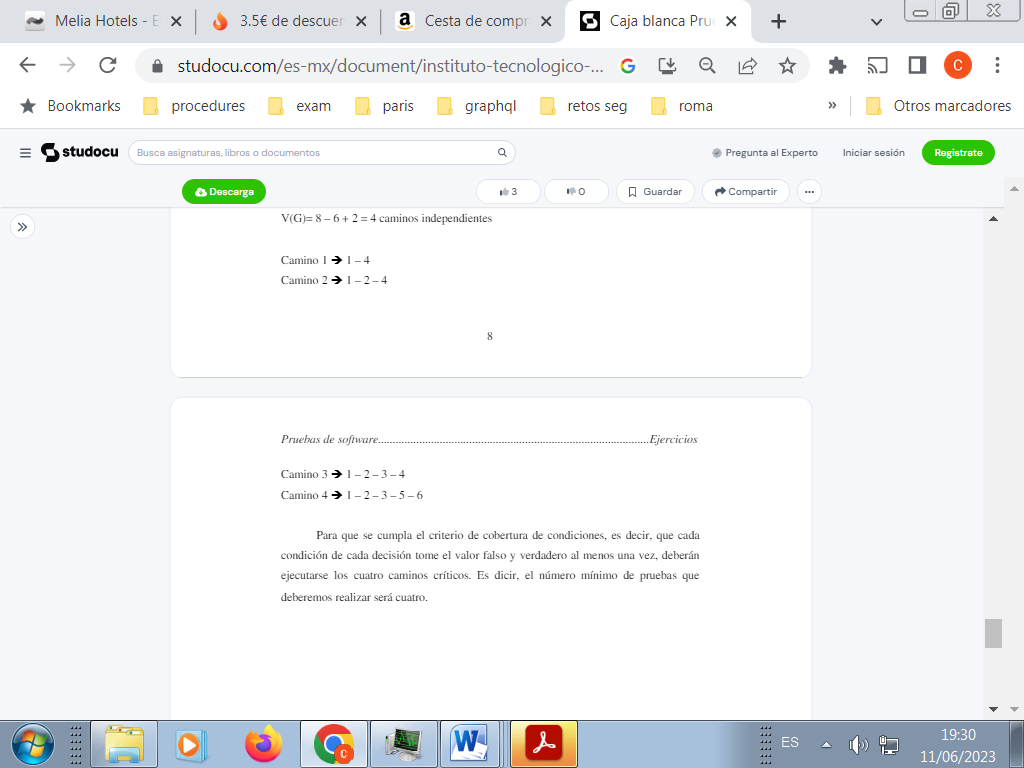 Melia Hotels - E
3.5€ de descuen
Cesta de compr
Caja blanca Prue
studocu.com/es-mx/document/instituto-tecnologico-...
C
Bookmarks
procedures
exam
paris
graphql
retos seg
roma
»
Otros marcadores
studocu
Busca asignaturas, libros o documentos
Pregunta al Experto
Iniciar sesión
Regístrate
Descarga
3
0
Guardar
Compartir
...
V(G)= 8 – 6 + 2 = 4 caminos independientes
Camino 1 ➔ 1 – 4
Camino 2 ➔ 1 – 2 – 4
8
Pruebas de software.............................................................................................Ejercicios
Camino 3 ➔ 1 – 2 – 3 – 4
Camino 4 ➔ 1 – 2 – 3 – 5 – 6
Para que se cumpla el criterio de cobertura de condiciones, es decir, que cada
condición de cada decisión tome el valor falso y verdadero al menos una vez, deberán
ejecutarse los cuatro caminos críticos. Es dicir, el número mínimo de pruebas que
deberemos realizar será cuatro.
ES
19:30
11/06/2023